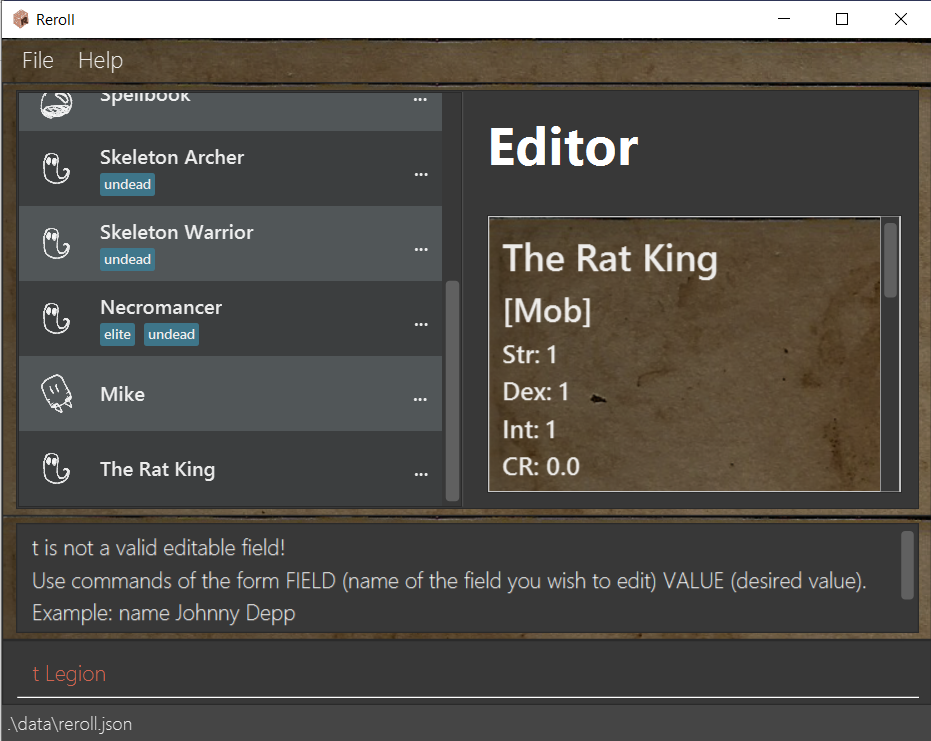 Reroll
File Help
Spellbook
...
Skeleton Archer
undead
...
Skeleton Warrior
undead
...
Necromancer
elite undead
...
Mike
...
The Rat King
...
Editor
The Rat King
[Mob]
Str: 1
Dex: 1
Int: 1
CR: 0.0
t is not a valid editable field!
Use commands of the form FIELD (name of the field you wish to edit) VALUE (desired value).
Example: name Johnny Depp
t Legion
.\data\reroll.json